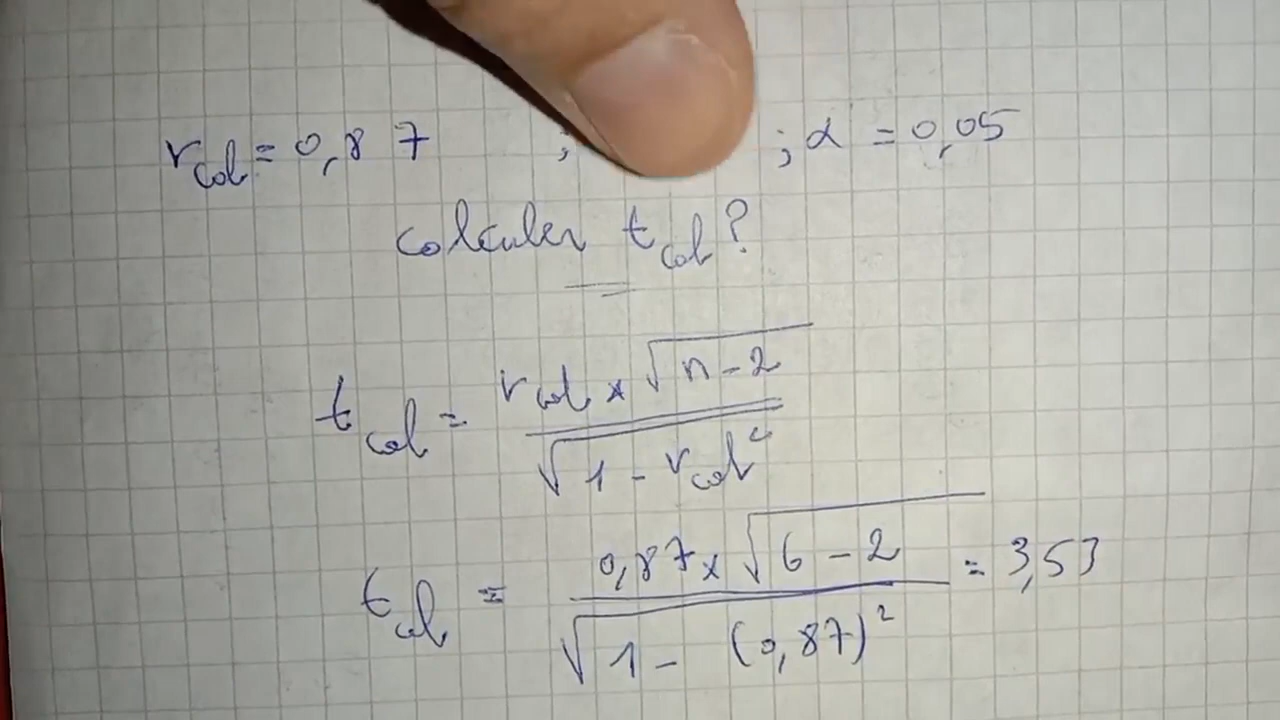 r_cal = 0,87 ; ; α = 0,05
calculer t_cal ?
t_cal = r_cal × √(n - 2) / √(1 - r_cal²)
t_cal = 0,87 × √(6 - 2) / √(1 - (0,87)²) = 3,53